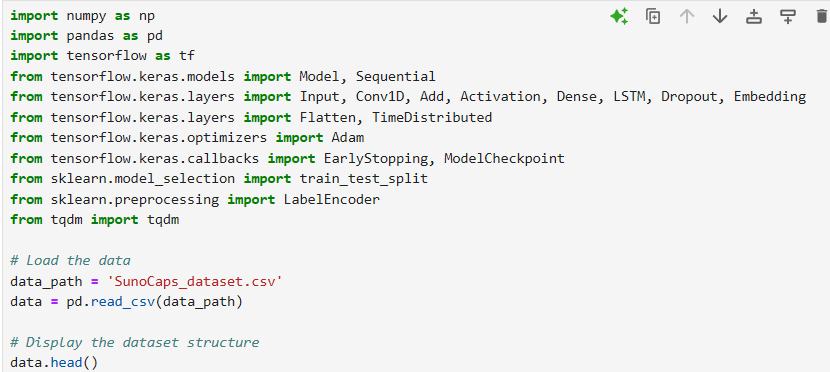 import numpy as np
import pandas as pd
import tensorflow as tf
from tensorflow.keras.models import Model, Sequential
from tensorflow.keras.layers import Input, Conv1D, Add, Activation, Dense, LSTM, Dropout, Embedding
from tensorflow.keras.layers import Flatten, TimeDistributed
from tensorflow.keras.optimizers import Adam
from tensorflow.keras.callbacks import EarlyStopping, ModelCheckpoint
from sklearn.model_selection import train_test_split
from sklearn.preprocessing import LabelEncoder
from tqdm import tqdm
# Load the data
data_path = 'SunoCaps_dataset.csv'
data = pd.read_csv(data_path)
# Display the dataset structure
data.head()